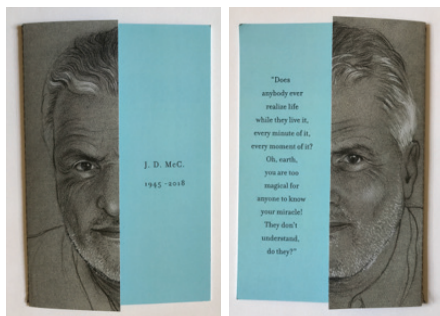 J. D. McC.
1945–2018
"Does
anybody ever
realize life
while they live it,
every minute of it,
every moment of it?
Oh, earth,
you are too
magical for
anyone to know
your miracle!
They don't
understand,
do they?"